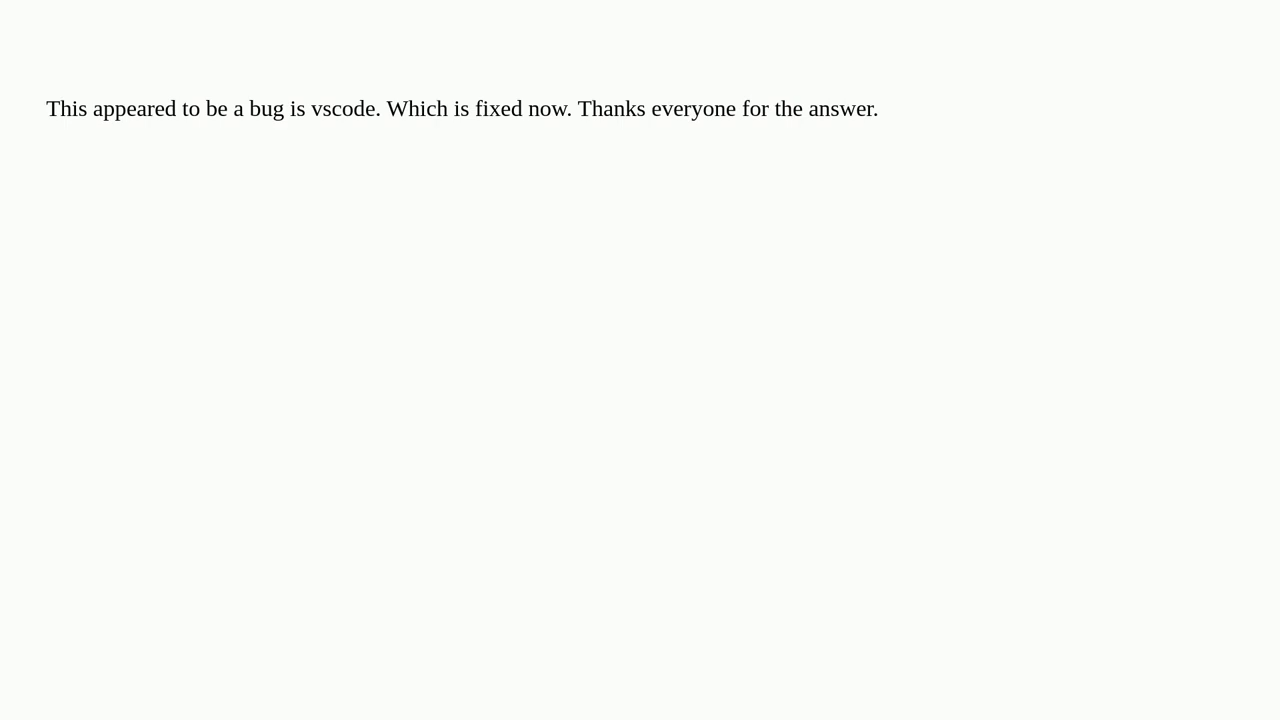 This appeared to be a bug is vscode. Which is fixed now. Thanks everyone for the answer.